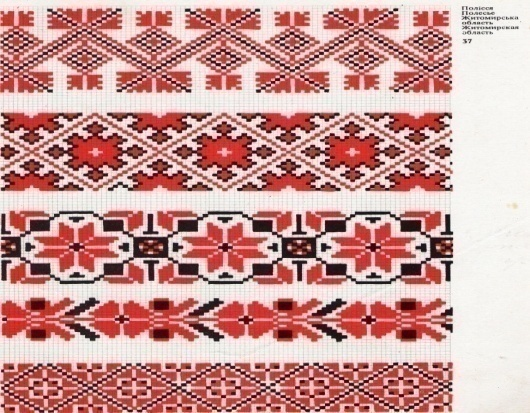 Полісся
Полесье
Житомирська
область
Житомирская
область
37